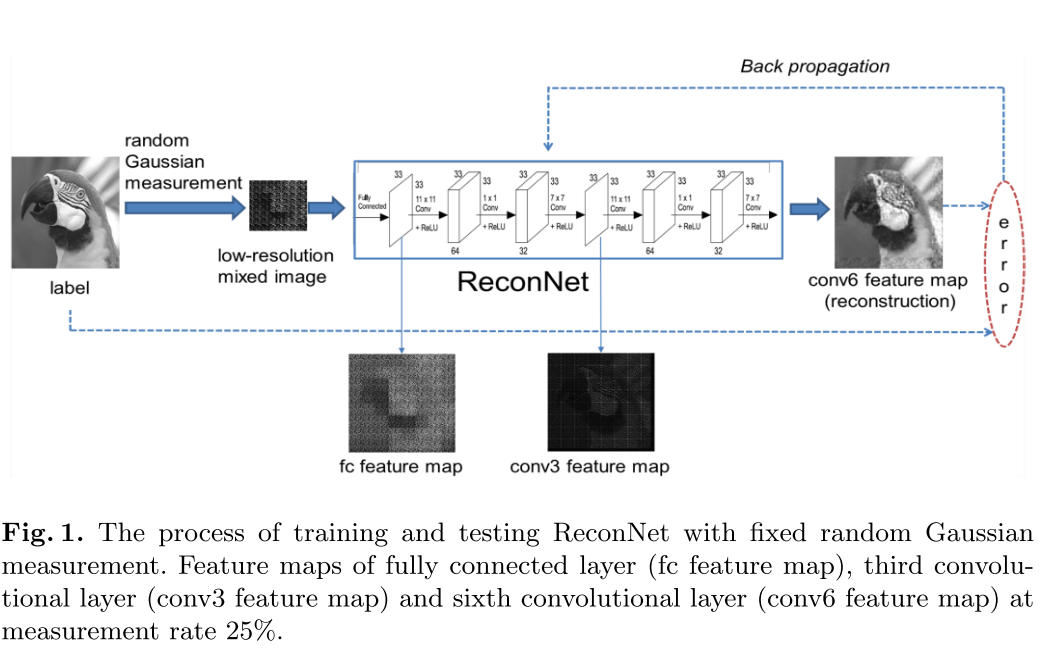 Back propagation
random
Gaussian
measurement
low-resolution
mixed image
label
Fully
Connected
33
33
11 x 11
Conv
+ ReLU
33
33
1 x 1
Conv
+ ReLU
64
33
33
7 x 7
Conv
+ ReLU
32
33
33
11 x 11
Conv
+ ReLU
33
33
1 x 1
Conv
+ ReLU
64
33
33
7 x 7
Conv
+ ReLU
32
ReconNet
conv6 feature map
(reconstruction)
error
fc feature map
conv3 feature map
Fig. 1. The process of training and testing ReconNet with fixed random Gaussian
measurement. Feature maps of fully connected layer (fc feature map), third convolu-
tional layer (conv3 feature map) and sixth convolutional layer (conv6 feature map) at
measurement rate 25%.